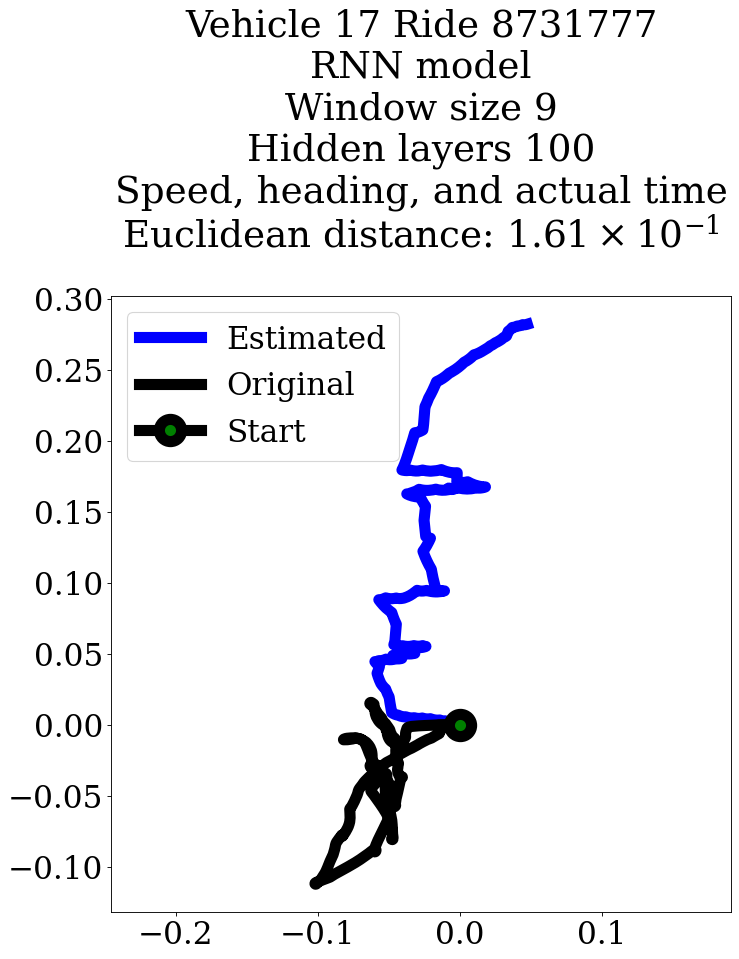 Vehicle 17 Ride 8731777
RNN model
Window size 9
Hidden layers 100
Speed, heading, and actual time
Euclidean distance: 1.61 × 10⁻¹
0.30
0.25
0.20
0.15
0.10
0.05
0.00
−0.05
−0.10
Estimated
Original
Start
−0.2
−0.1
0.0
0.1